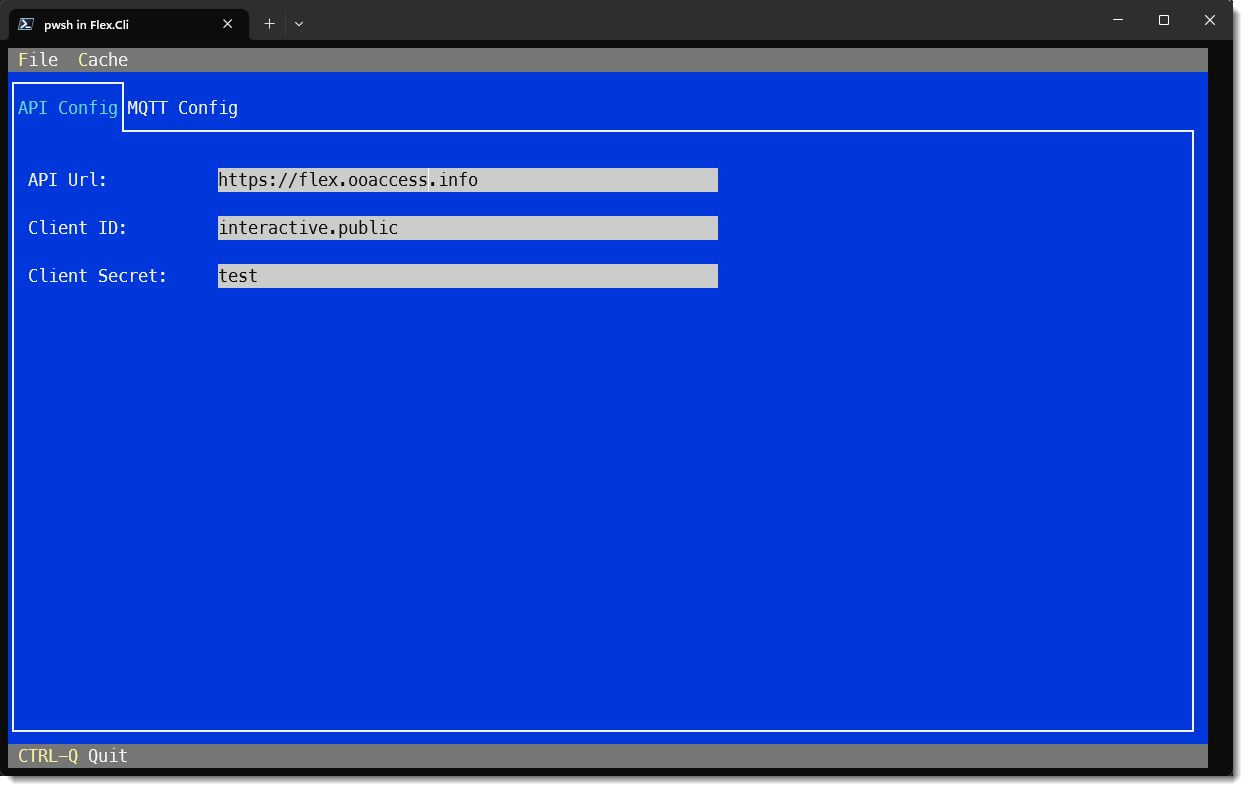 pwsh in Flex.Cli
File Cache
API Config MQTT Config
API Url: https://flex.ooaccess.info
Client ID: interactive.public
Client Secret: test
CTRL-Q Quit